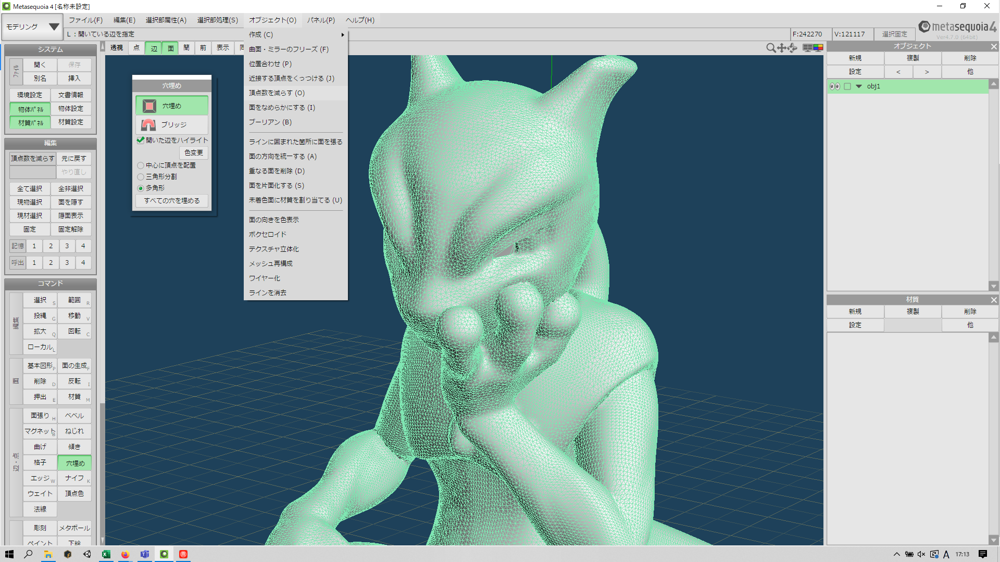 Metasequoia 4 [名称未設定]
モデリング
ファイル(F) 編集(E) 選択部属性(A) 選択部処理(S) オブジェクト(O) パネル(P) ヘルプ(H)
L : 開いている辺を指定
F:242270 V:121117 選択固定
metasequoia 4
Ver4.7.0 (64bit)
システム
ファイル
開く 保存
別名 挿入
環境設定 文書情報
物体パネル 物体設定
材質パネル 材質設定
編集
頂点数を減らす 元に戻す
やり直し
全て選択 全非選択
現物選択 面を隠す
現材選択 隠面表示
固定 固定解除
記憶 1 2 3 4
呼出 1 2 3 4
コマンド
編集
選択 S 範囲 R
投縄 G 移動 V
拡大 Q 回転 C
ローカル L
面
基本図形 P 面の生成 F
削除 D 反転 I
押出 E 材質 M
辺・点
面張り H ベベル
マグネット B ねじれ
曲げ 傾き
格子 穴埋め
エッジ W ナイフ K
ウェイト 頂点色
法線
彫刻 メタボール
ペイント 下絵
透視 点 辺 面 簡 前 表示
穴埋め
穴埋め
ブリッジ
開いた辺をハイライト
色変更
中心に頂点を配置
三角形分割
多角形
すべての穴を埋める
作成 (C)
曲面・ミラーのフリーズ (F)
位置合わせ (P)
近接する頂点をくっつける (J)
頂点数を減らす (O)
面をなめらかにする (I)
ブーリアン (B)
ラインに囲まれた箇所に面を張る
面の方向を統一する (A)
重なる面を削除 (D)
面を片面化する (S)
未着色面に材質を割り当てる (U)
面の向きを色表示
ボクセロイド
テクスチャ立体化
メッシュ再構成
ワイヤー化
ラインを消去
オブジェクト
新規 複製 削除
設定 < > 他
obj1
材質
新規 複製 削除
設定 他
A 17:13